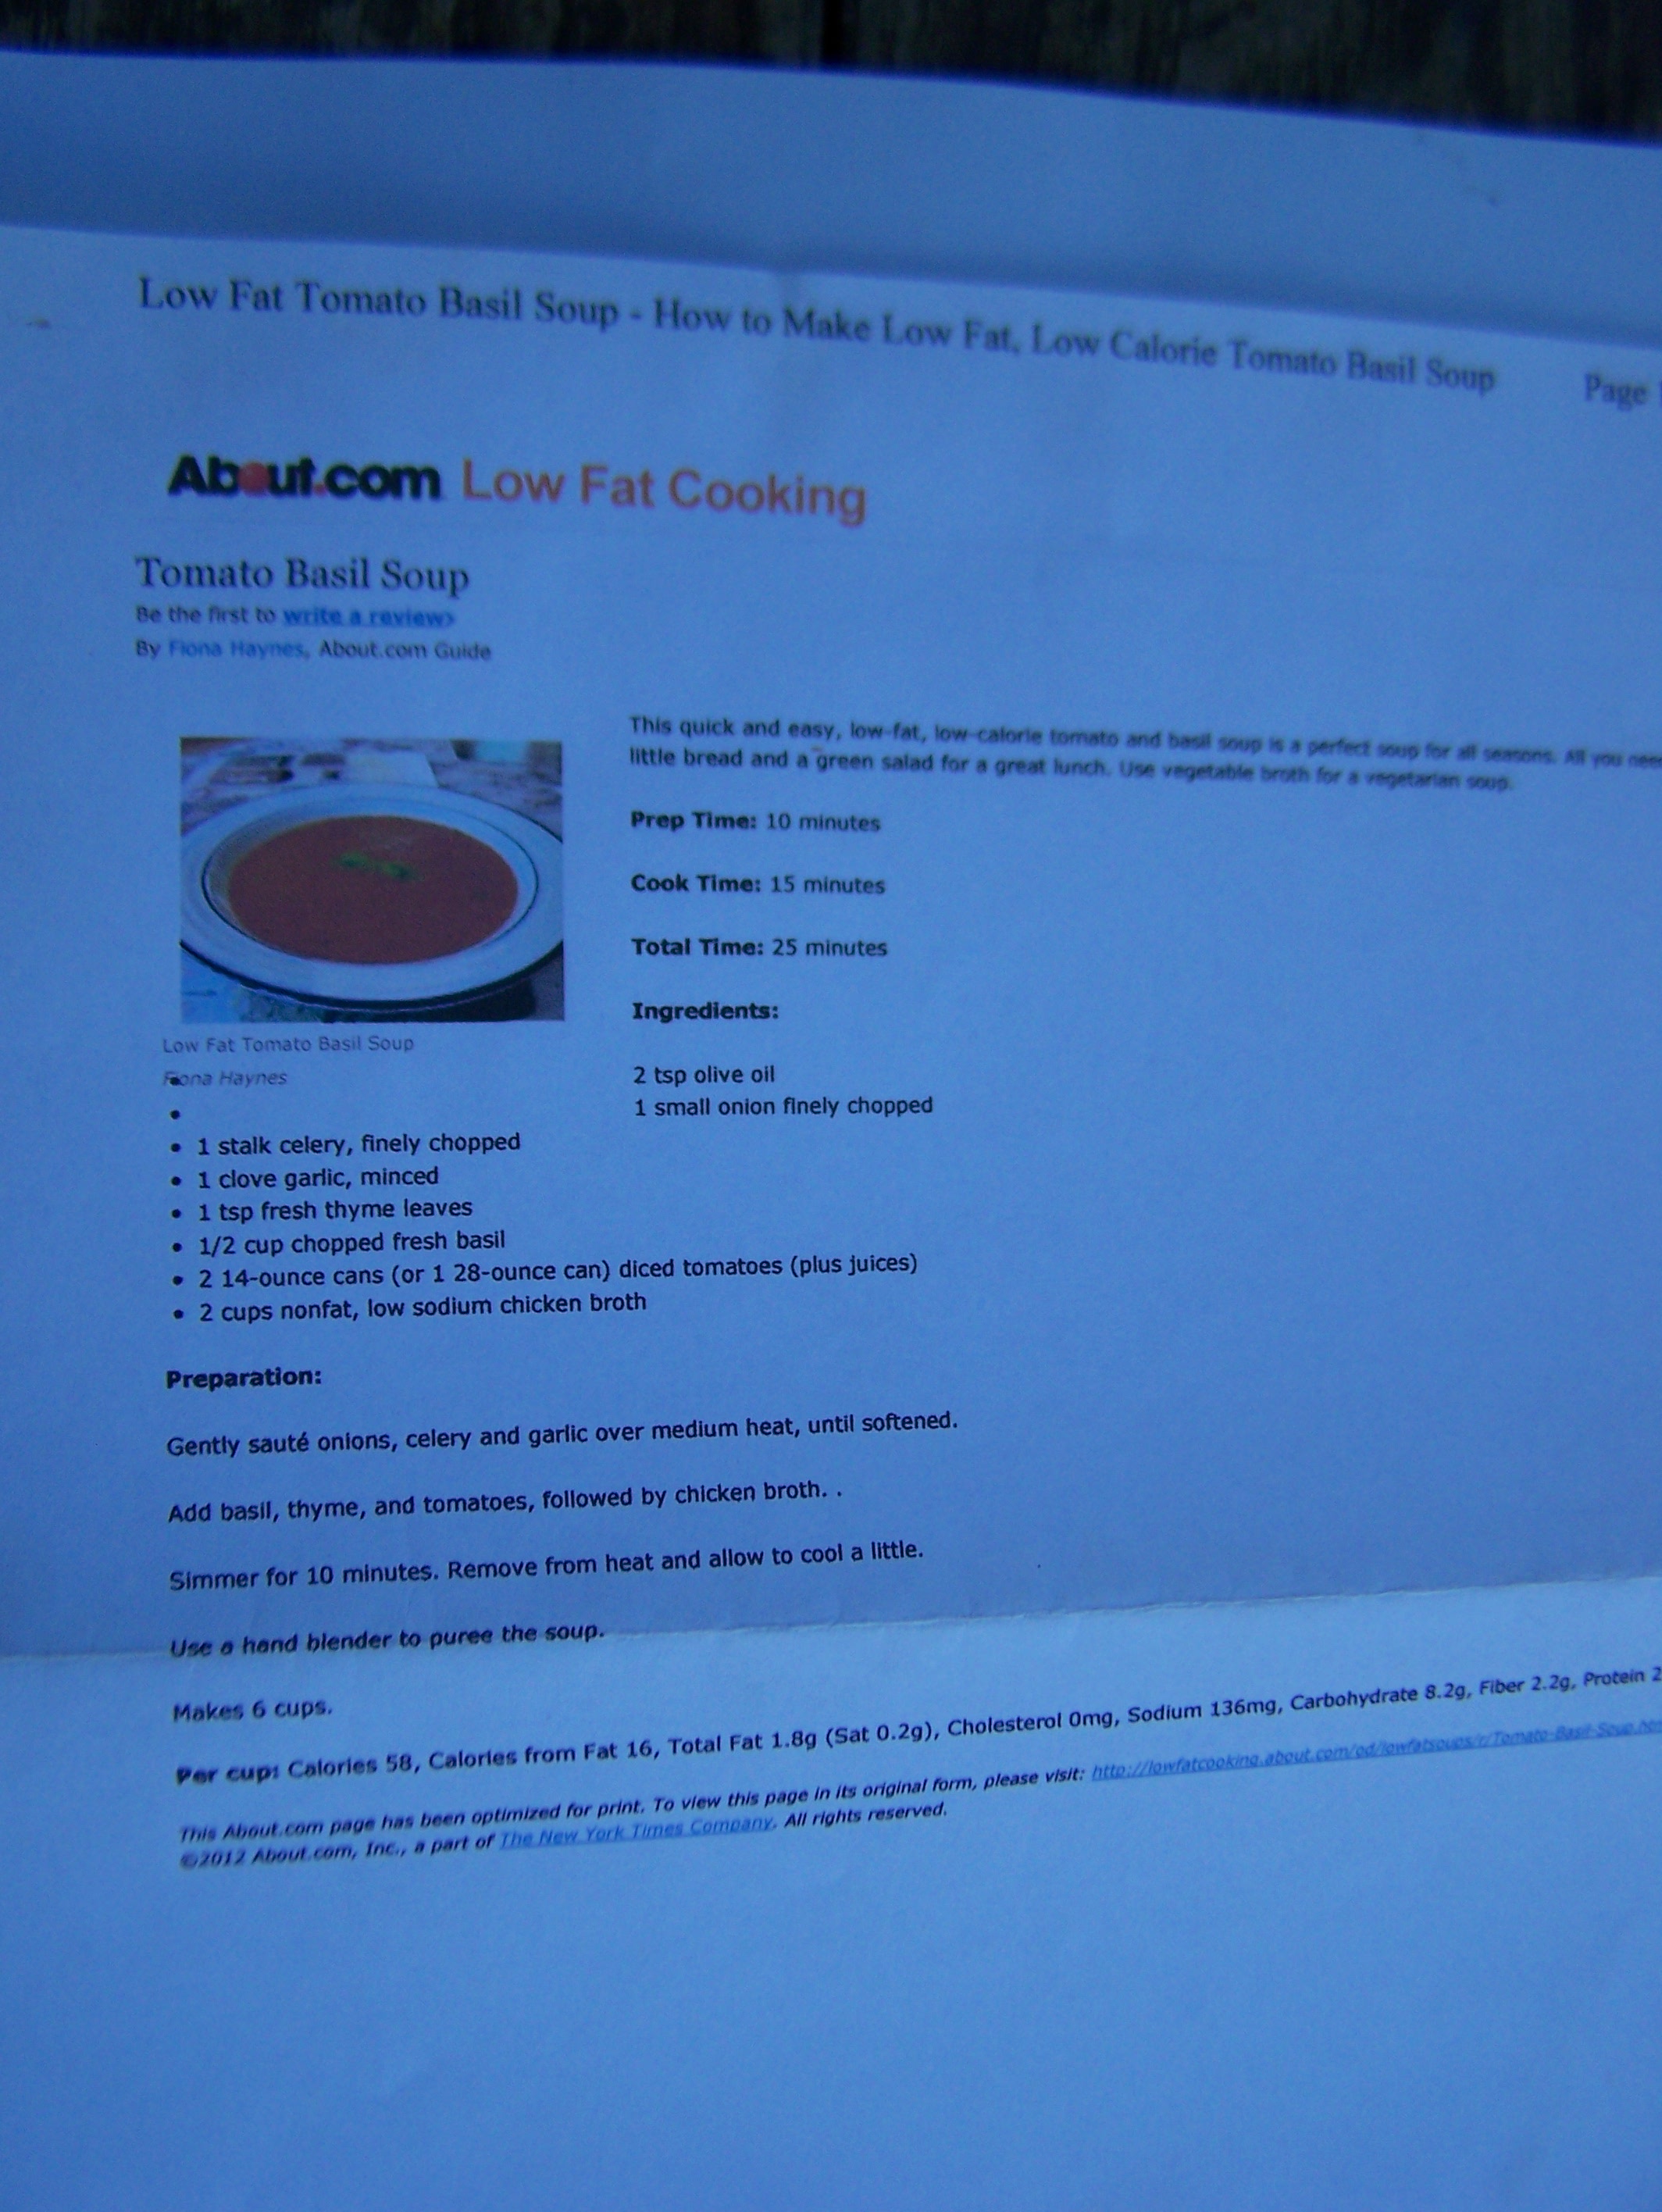 Low Fat Tomato Basil Soup - How to Make Low Fat, Low Calorie Tomato Basil Soup Page
About.com Low Fat Cooking
Tomato Basil Soup
Be the first to write a review›
By Fiona Haynes, About.com Guide
This quick and easy, low-fat, low-calorie tomato and basil soup is a perfect soup for all seasons. All you
little bread and a green salad for a great lunch. Use vegetable broth for a vegetarian soup.
Prep Time: 10 minutes
Cook Time: 15 minutes
Total Time: 25 minutes
Ingredients:
Low Fat Tomato Basil Soup
Fiona Haynes
2 tsp olive oil
1 small onion finely chopped
• 1 stalk celery, finely chopped
• 1 clove garlic, minced
• 1 tsp fresh thyme leaves
• 1/2 cup chopped fresh basil
• 2 14-ounce cans (or 1 28-ounce can) diced tomatoes (plus juices)
• 2 cups nonfat, low sodium chicken broth
Preparation:
Gently sauté onions, celery and garlic over medium heat, until softened.
Add basil, thyme, and tomatoes, followed by chicken broth. .
Simmer for 10 minutes. Remove from heat and allow to cool a little.
Use a hand blender to puree the soup.
Makes 6 cups.
Per cup: Calories 58, Calories from Fat 16, Total Fat 1.8g (Sat 0.2g), Cholesterol 0mg, Sodium 136mg, Carbohydrate 8.2g, Fiber 2.2g, Protein 2
This About.com page has been optimized for print. To view this page in its original form, please visit: http://lowfatcooking.about.com/od/lowfatsoups/r/Tomato-Basil-Soup.htm
©2012 About.com, Inc., a part of The New York Times Company. All rights reserved.